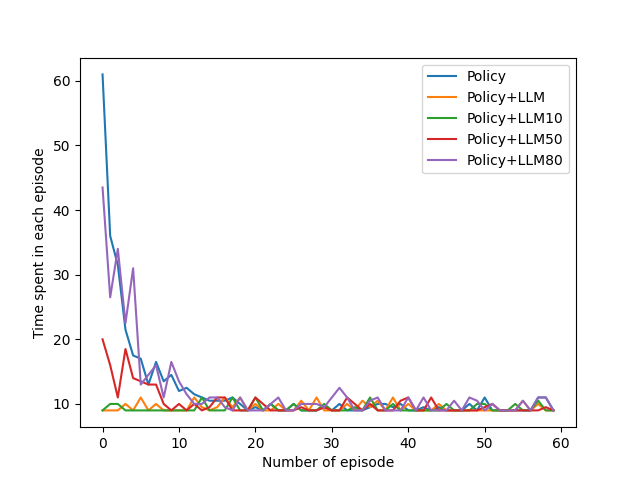 Policy
Policy+LLM
Policy+LLM10
Policy+LLM50
Policy+LLM80
60
50
40
30
20
10
Time spent in each episode
0 10 20 30 40 50 60
Number of episode